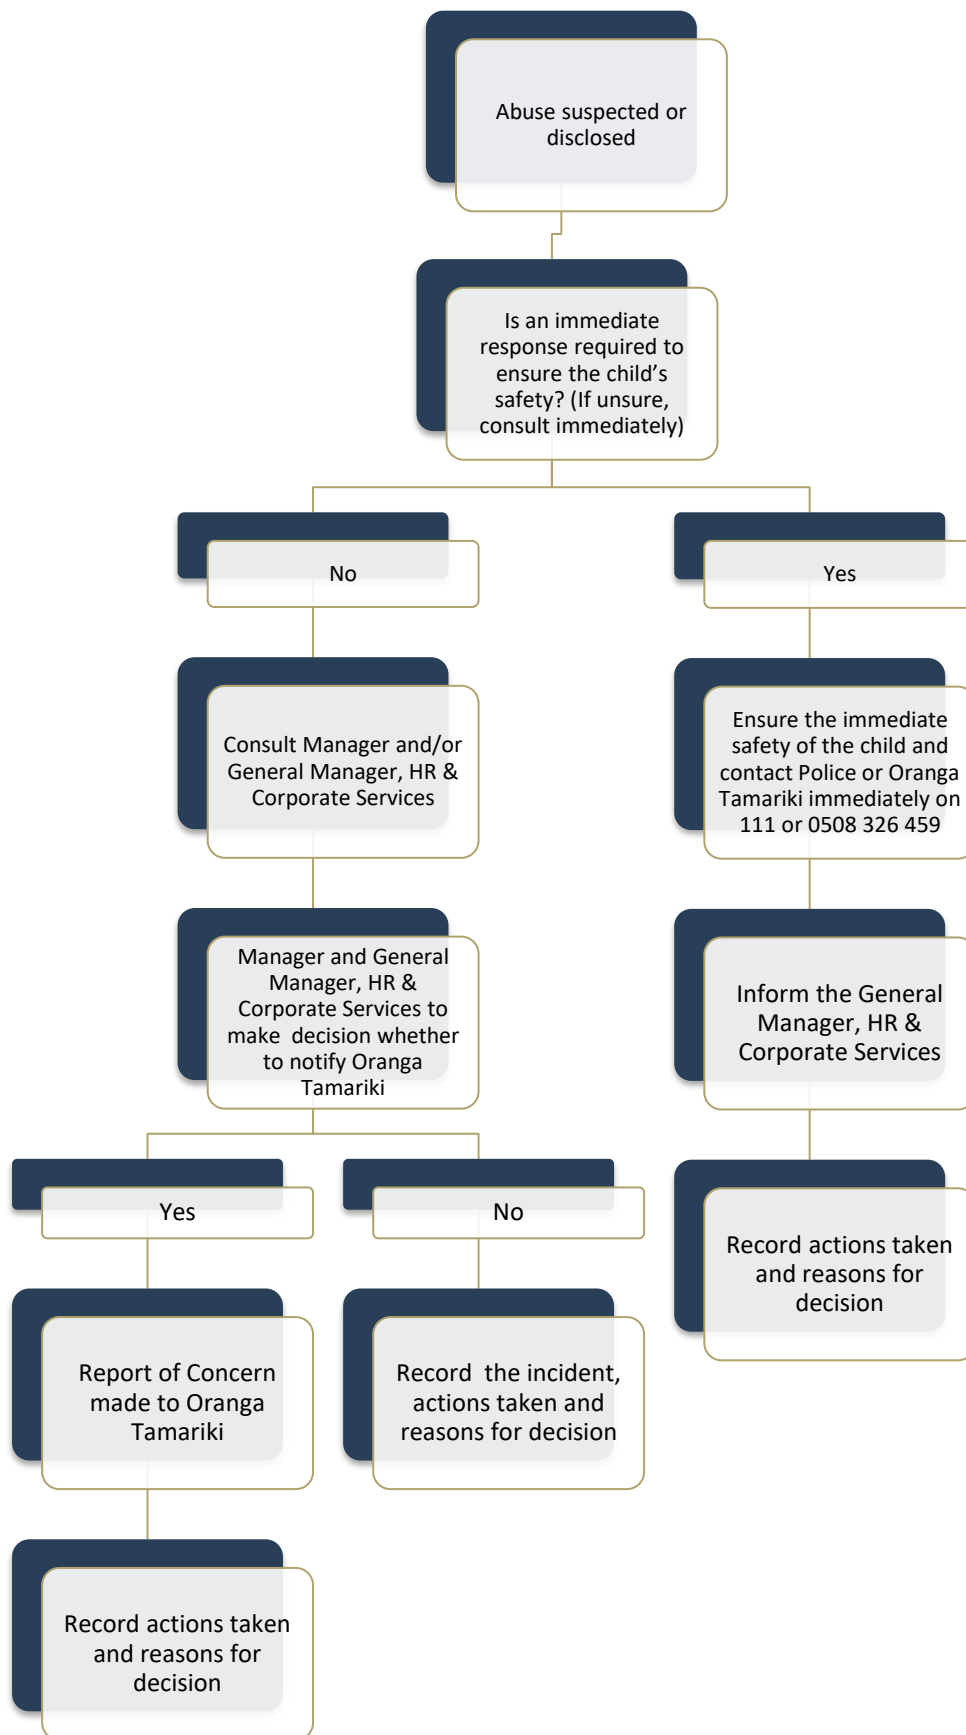 Abuse suspected or
disclosed
Is an immediate
response required to
ensure the child’s
safety? (If unsure,
consult immediately)
No
Yes
Consult Manager and/or
General Manager, HR &
Corporate Services
Ensure the immediate
safety of the child and
contact Police or Oranga
Tamariki immediately on
111 or 0508 326 459
Manager and General
Manager, HR &
Corporate Services to
make decision whether
to notify Oranga
Tamariki
Inform the General
Manager, HR &
Corporate Services
Yes
No
Record actions taken
and reasons for
decision
Report of Concern
made to Oranga
Tamariki
Record the incident,
actions taken and
reasons for decision
Record actions taken
and reasons for
decision